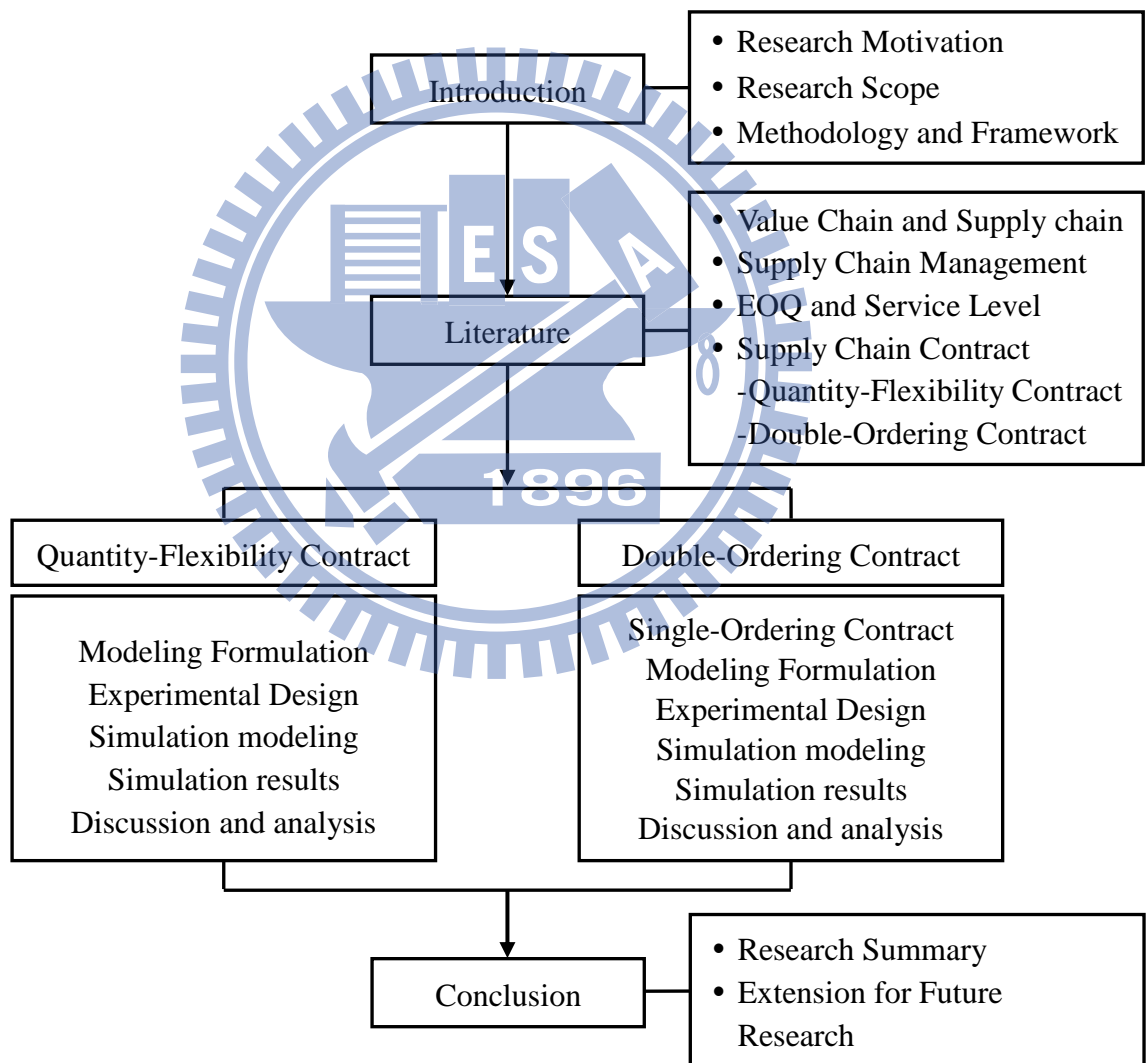 Introduction
• Research Motivation
• Research Scope
• Methodology and Framework
Literature
• Value Chain and Supply chain
• Supply Chain Management
• EOQ and Service Level
• Supply Chain Contract
-Quantity-Flexibility Contract
-Double-Ordering Contract
E S A
8
1896
Quantity-Flexibility Contract
Modeling Formulation
Experimental Design
Simulation modeling
Simulation results
Discussion and analysis
Double-Ordering Contract
Single-Ordering Contract
Modeling Formulation
Experimental Design
Simulation modeling
Simulation results
Discussion and analysis
Conclusion
• Research Summary
• Extension for Future
Research